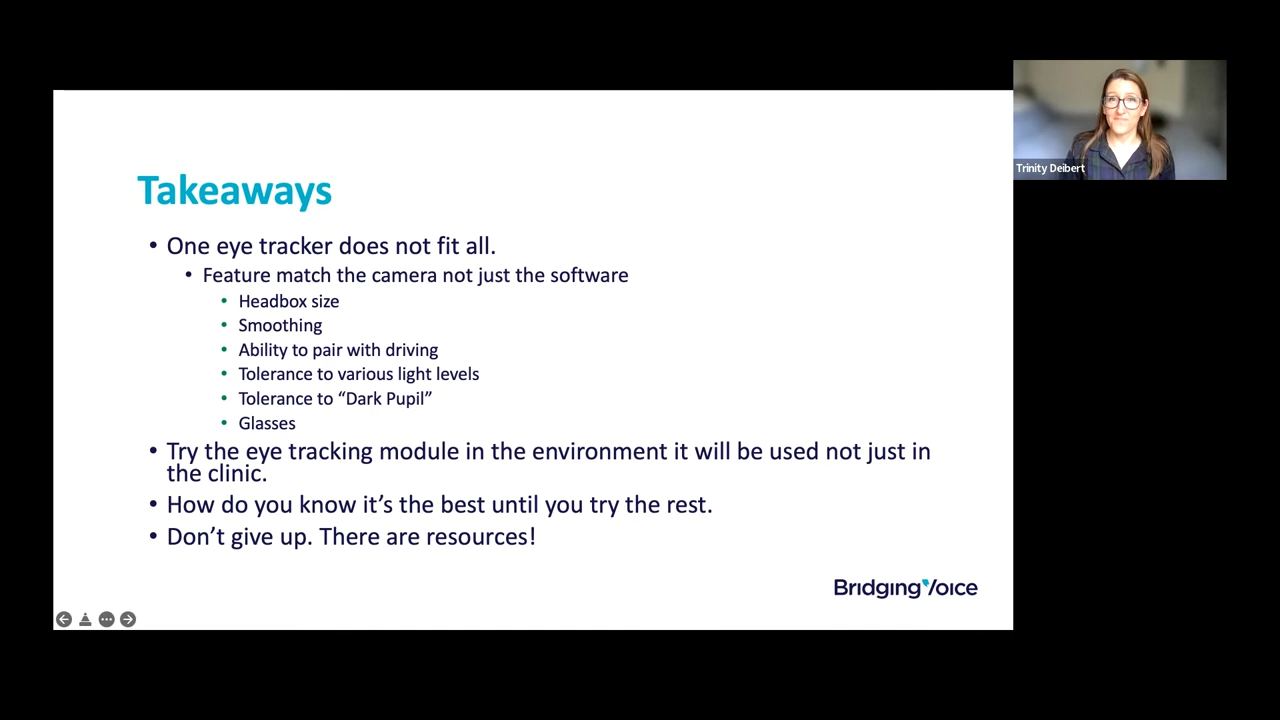 Takeaways
• One eye tracker does not fit all.
• Feature match the camera not just the software
• Headbox size
• Smoothing
• Ability to pair with driving
• Tolerance to various light levels
• Tolerance to “Dark Pupil”
• Glasses
• Try the eye tracking module in the environment it will be used not just in
the clinic.
• How do you know it’s the best until you try the rest.
• Don’t give up. There are resources!
BridgingVoice
Trinity Deibert